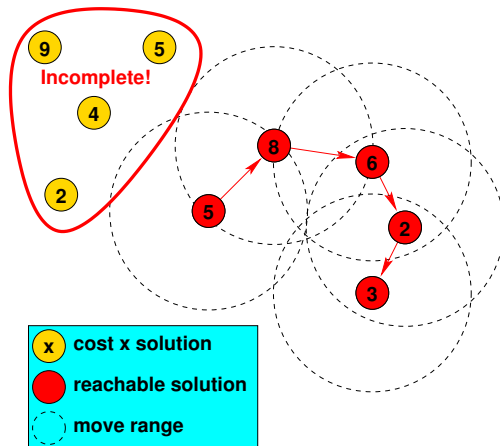 9
5
Incomplete!
4
2
8
6
5
2
3
x cost x solution
reachable solution
move range